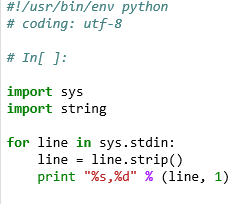 #!/usr/bin/env python
# coding: utf-8
# In[ ]:
import sys
import string
for line in sys.stdin:
    line = line.strip()
    print "%s,%d" % (line, 1)